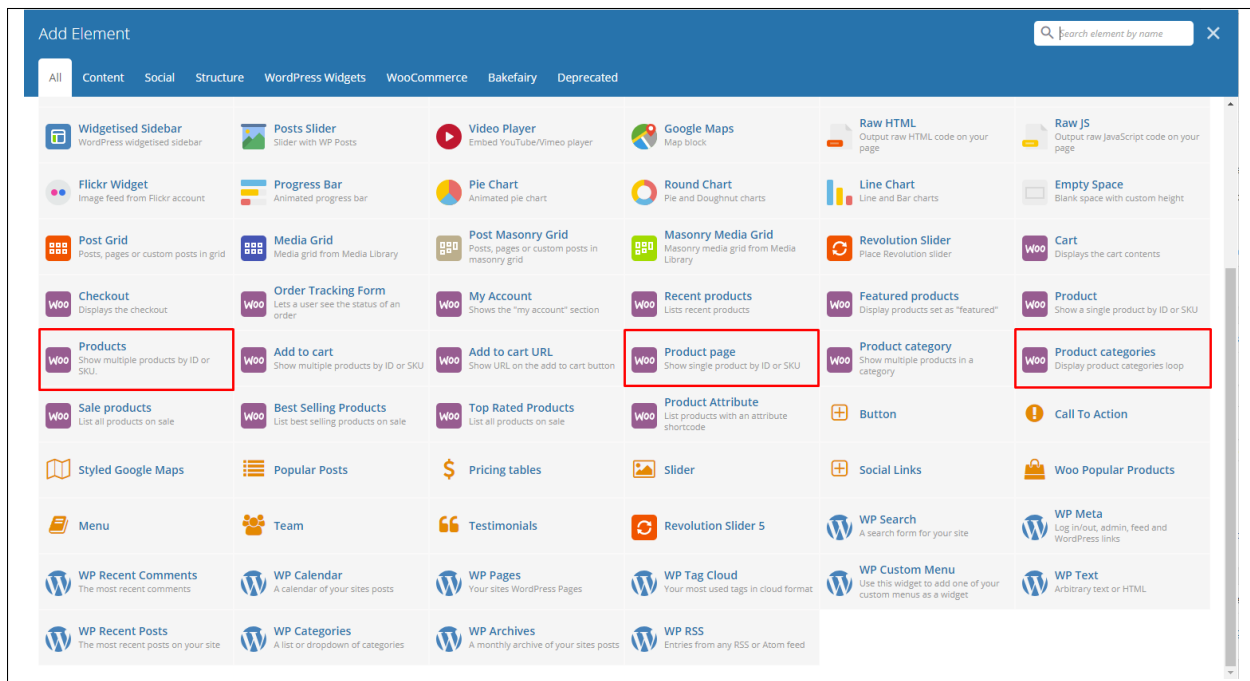 Add Element
Search element by name
All Content Social Structure WordPress Widgets WooCommerce Bakefairy Deprecated
Widgetised Sidebar
WordPress widgetised sidebar
Posts Slider
Slider with WP Posts
Video Player
Embed YouTube/Vimeo player
Google Maps
Map block
Raw HTML
Output raw HTML code on your
page
Raw JS
Output raw JavaScript code on your
page
Flickr Widget
Image feed from Flickr account
Progress Bar
Animated progress bar
Pie Chart
Animated pie chart
Round Chart
Pie and Doughnut charts
Line Chart
Line and Bar charts
Empty Space
Blank space with custom height
Post Grid
Posts, pages or custom posts in grid
Media Grid
Media grid from Media Library
Post Masonry Grid
Posts, pages or custom posts in
masonry grid
Masonry Media Grid
Masonry media grid from Media
Library
Revolution Slider
Place Revolution slider
Woo
Cart
Displays the cart contents
Woo
Checkout
Displays the checkout
Woo
Order Tracking Form
Lets a user see the status of an
order
Woo
My Account
Shows the "my account" section
Woo
Recent products
Lists recent products
Woo
Featured products
Display products set as "featured"
Woo
Product
Show a single product by ID or SKU
Woo
Products
Show multiple products by ID or
SKU.
Woo
Add to cart
Show multiple products by ID or SKU
Woo
Add to cart URL
Show URL on the add to cart button
Woo
Product page
Show single product by ID or SKU
Woo
Product category
Show multiple products in a
category
Woo
Product categories
Display product categories loop
Woo
Sale products
List all products on sale
Woo
Best Selling Products
List best selling products on sale
Woo
Top Rated Products
List all products on sale
Woo
Product Attribute
List products with an attribute
shortcode
Button
Call To Action
Styled Google Maps
Popular Posts
Pricing tables
Slider
Social Links
Woo Popular Products
Menu
Team
Testimonials
Revolution Slider 5
WP Search
A search form for your site
WP Meta
Log in/out, admin, feed and
WordPress links
WP Recent Comments
The most recent comments
WP Calendar
A calendar of your sites posts
WP Pages
Your sites WordPress Pages
WP Tag Cloud
Your most used tags in cloud format
WP Custom Menu
Use this widget to add one of your
custom menus as a widget
WP Text
Arbitrary text or HTML
WP Recent Posts
The most recent posts on your site
WP Categories
A list or dropdown of categories
WP Archives
A monthly archive of your sites posts
WP RSS
Entries from any RSS or Atom feed